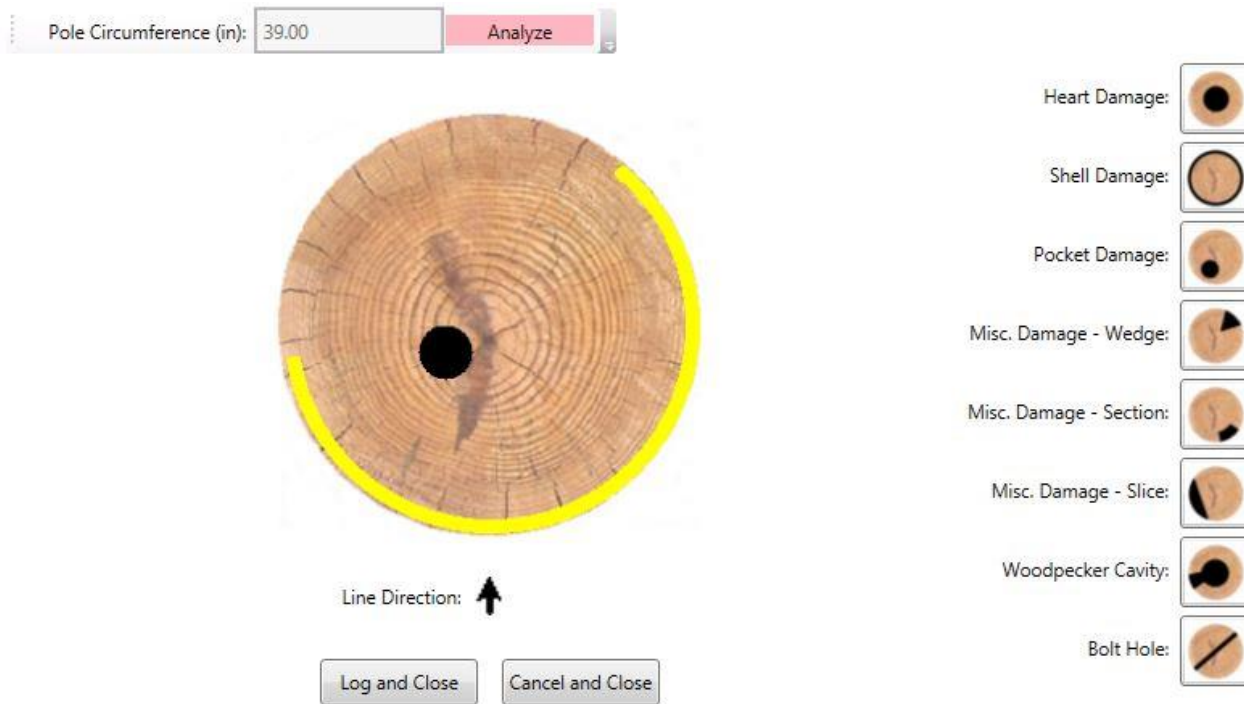 Pole Circumference (in): 39.00 Analyze
Heart Damage:
Shell Damage:
Pocket Damage:
Misc. Damage - Wedge:
Misc. Damage - Section:
Misc. Damage - Slice:
Woodpecker Cavity:
Bolt Hole:
Line Direction:
Log and Close Cancel and Close